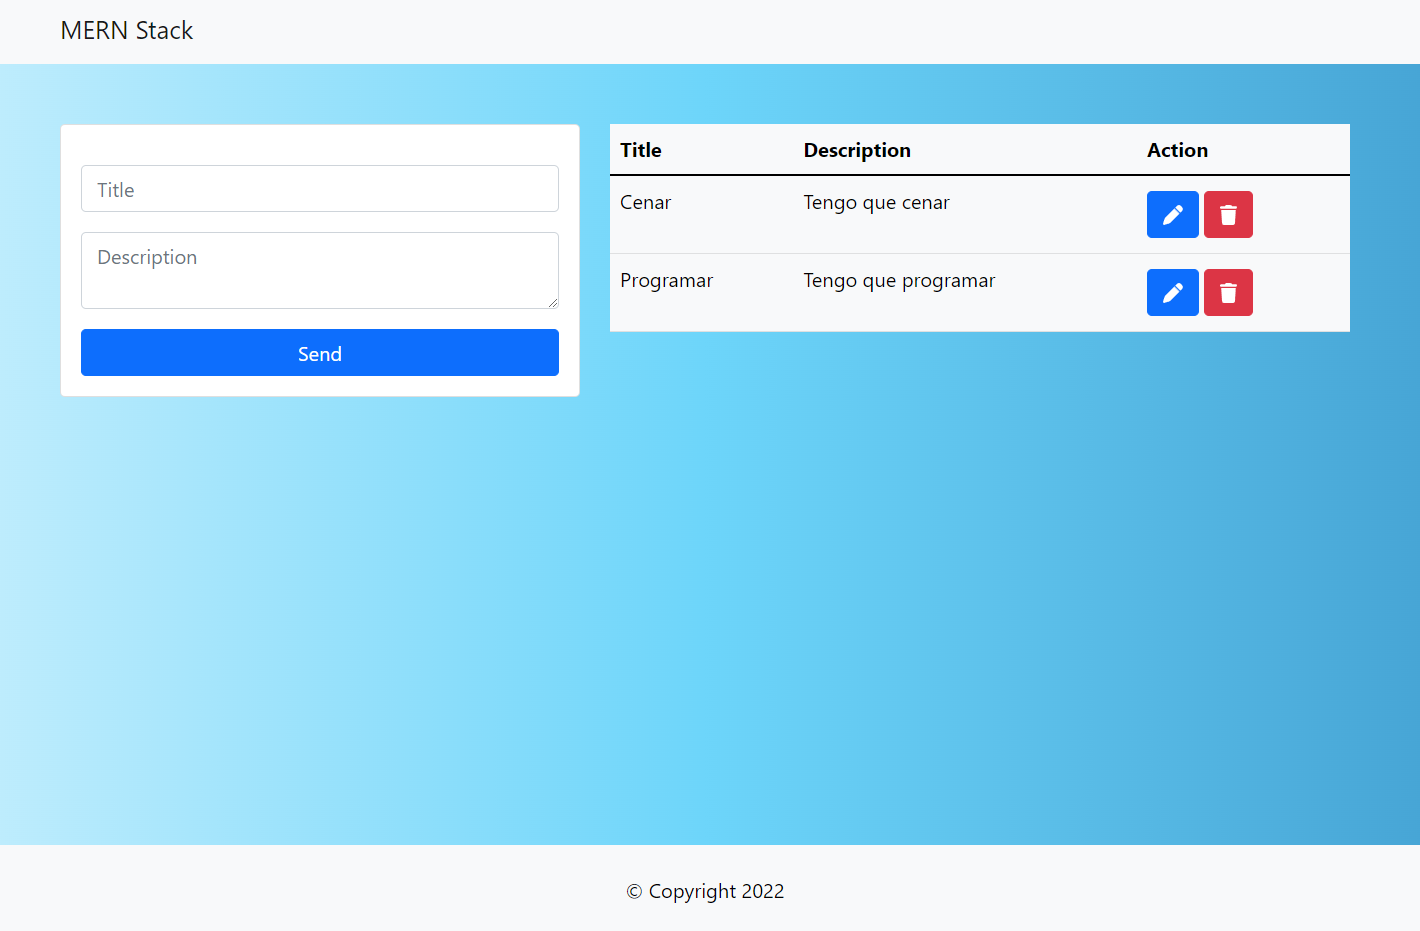 MERN Stack
Title
Description
Send
Title Description Action
Cenar Tengo que cenar
Programar Tengo que programar
© Copyright 2022